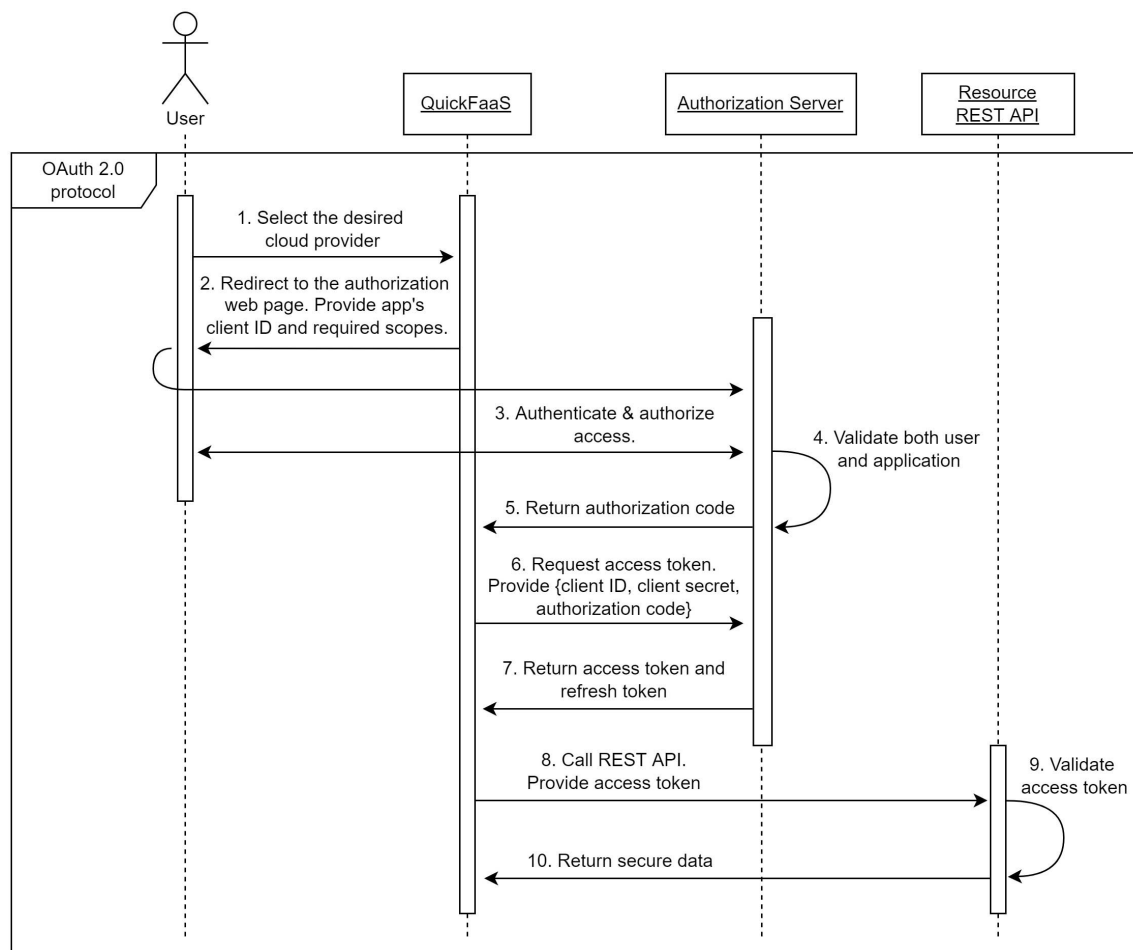 User
QuickFaaS
Authorization Server
Resource
REST API
OAuth 2.0
protocol
1. Select the desired
cloud provider
2. Redirect to the authorization
web page. Provide app's
client ID and required scopes.
3. Authenticate & authorize
access.
4. Validate both user
and application
5. Return authorization code
6. Request access token.
Provide {client ID, client secret,
authorization code}
7. Return access token and
refresh token
8. Call REST API.
Provide access token
9. Validate
access token
10. Return secure data